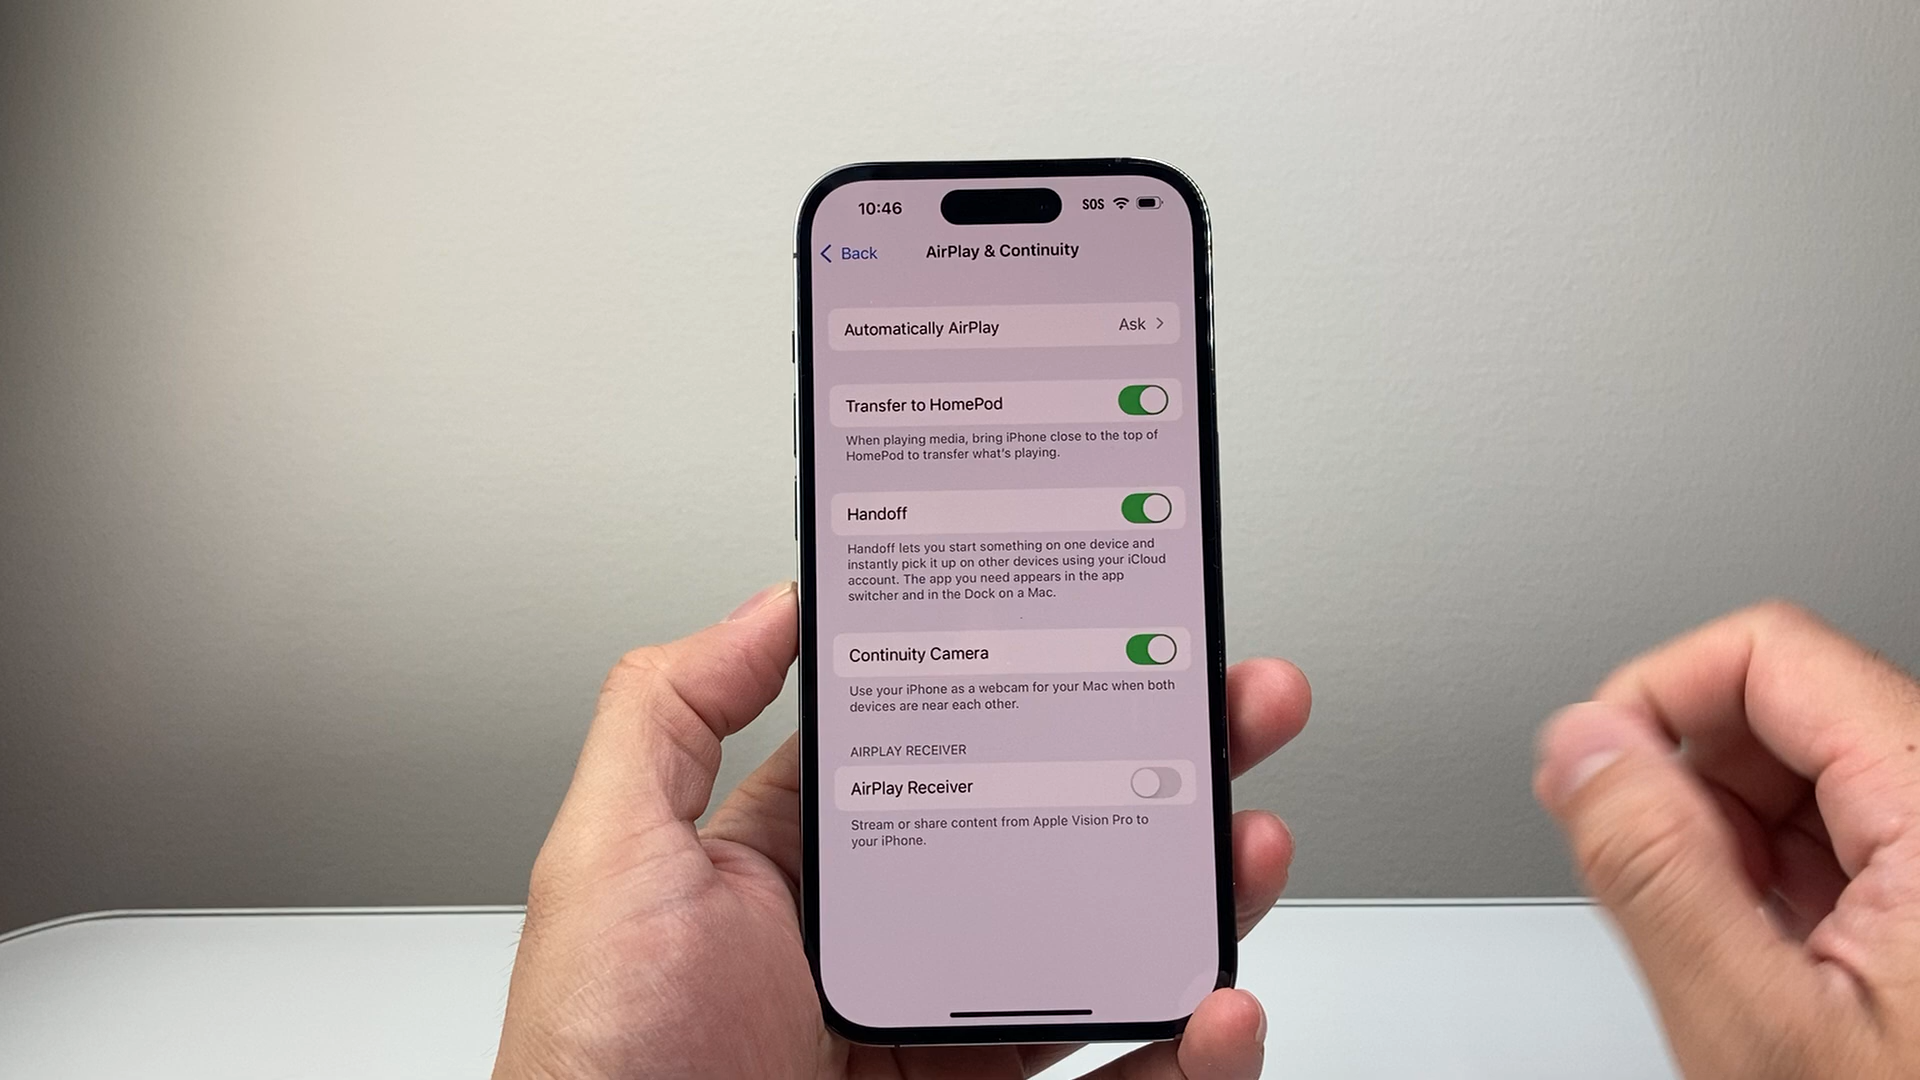 10:46
SOS
Back
AirPlay & Continuity
Automatically AirPlay
Ask
Transfer to HomePod
When playing media, bring iPhone close to the top of
HomePod to transfer what's playing.
Handoff
Handoff lets you start something on one device and
instantly pick it up on other devices using your iCloud
account. The app you need appears in the app
switcher and in the Dock on a Mac.
Continuity Camera
Use your iPhone as a webcam for your Mac when both
devices are near each other.
AIRPLAY RECEIVER
AirPlay Receiver
Stream or share content from Apple Vision Pro to
your iPhone.